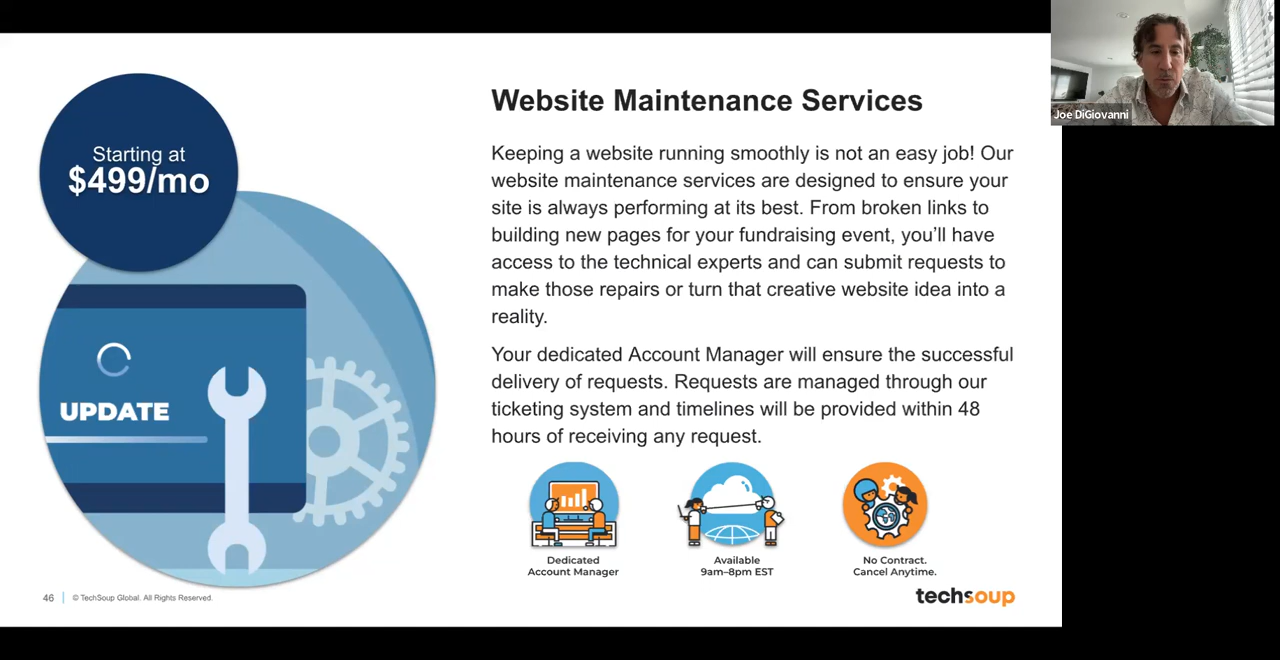 Joe DiGiovanni
Starting at
$499/mo
UPDATE
Website Maintenance Services
Keeping a website running smoothly is not an easy job! Our
website maintenance services are designed to ensure your
site is always performing at its best. From broken links to
building new pages for your fundraising event, you’ll have
access to the technical experts and can submit requests to
make those repairs or turn that creative website idea into a
reality.
Your dedicated Account Manager will ensure the successful
delivery of requests. Requests are managed through our
ticketing system and timelines will be provided within 48
hours of receiving any request.
Dedicated
Account Manager
Available
9am–8pm EST
No Contract.
Cancel Anytime.
46
© TechSoup Global. All Rights Reserved.
techsoup